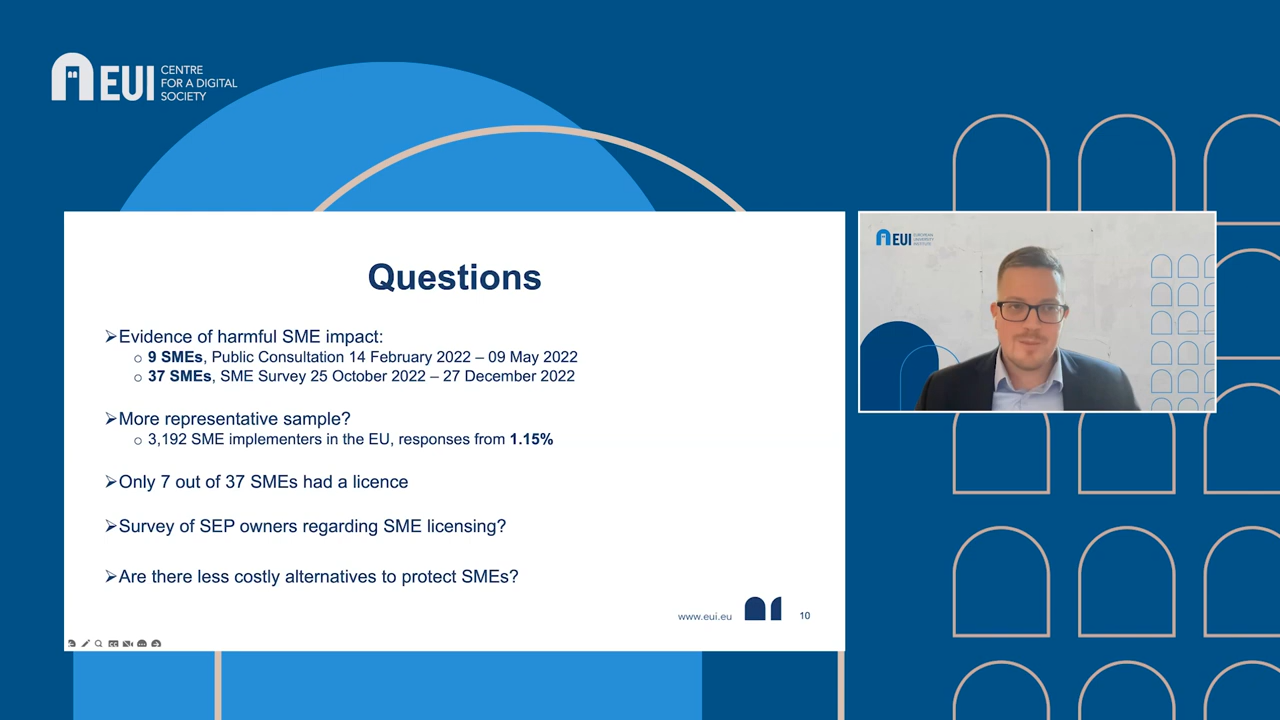 EUI
CENTRE
FOR A DIGITAL
SOCIETY
Questions
➢Evidence of harmful SME impact:
○ 9 SMEs, Public Consultation 14 February 2022 – 09 May 2022
○ 37 SMEs, SME Survey 25 October 2022 – 27 December 2022
➢More representative sample?
○ 3,192 SME implementers in the EU, responses from 1.15%
➢Only 7 out of 37 SMEs had a licence
➢Survey of SEP owners regarding SME licensing?
➢Are there less costly alternatives to protect SMEs?
www.eui.eu
10
EUI
EUROPEAN
UNIVERSITY
INSTITUTE